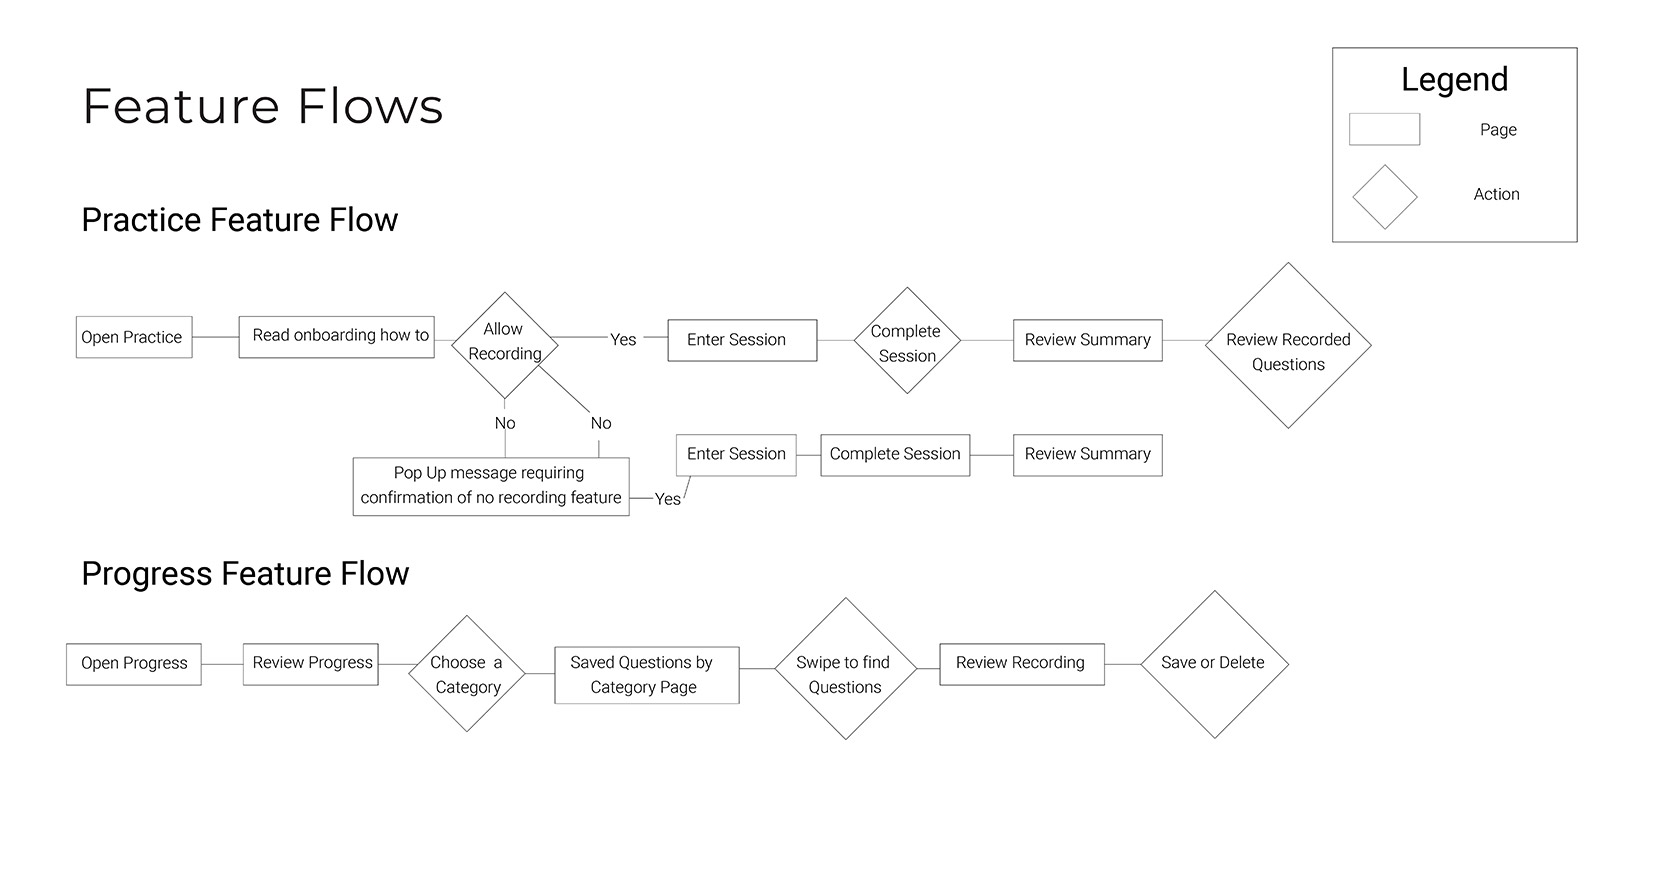 Feature Flows
Legend
Page
Action
Practice Feature Flow
Open Practice
Read onboarding how to
Allow
Recording
Yes
Enter Session
Complete
Session
Review Summary
Review Recorded
Questions
No
No
Pop Up message requiring
confirmation of no recording feature
Yes
Enter Session
Complete Session
Review Summary
Progress Feature Flow
Open Progress
Review Progress
Choose a
Category
Saved Questions by
Category Page
Swipe to find
Questions
Review Recording
Save or Delete